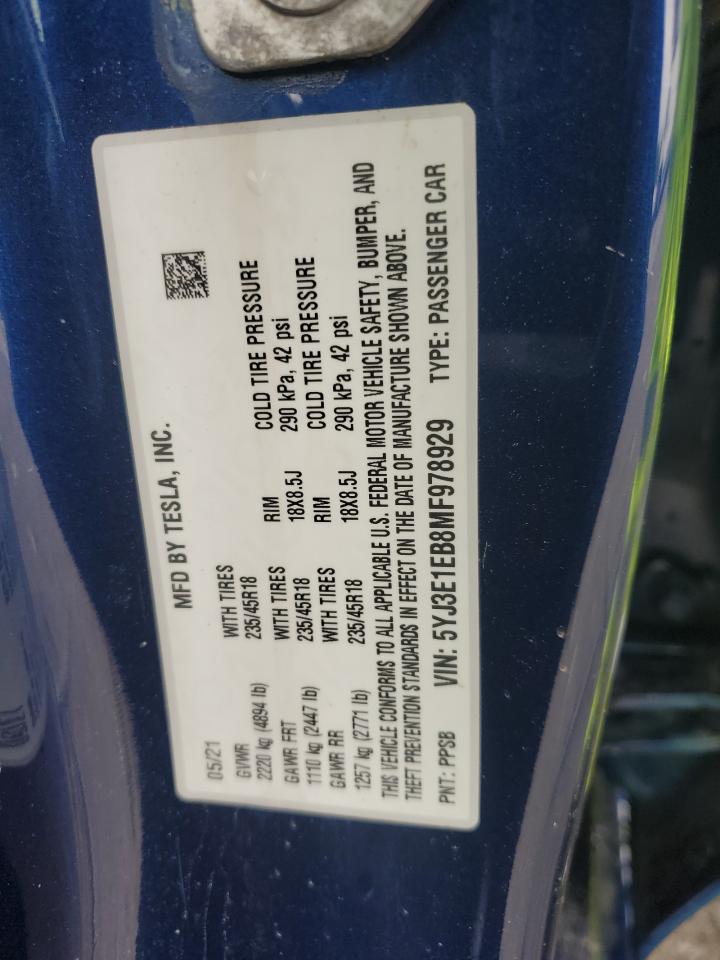 MFD BY TESLA, INC.
05/21
GVWR WITH TIRES RIM COLD TIRE PRESSURE
2220 kg (4894 lb) 235/45R18 18X8.5J 290 kPa, 42 psi
GAWR FRT WITH TIRES RIM COLD TIRE PRESSURE
1110 kg (2447 lb) 235/45R18 18X8.5J 290 kPa, 42 psi
GAWR RR WITH TIRES
1257 kg (2771 lb) 235/45R18
THIS VEHICLE CONFORMS TO ALL APPLICABLE U.S. FEDERAL MOTOR VEHICLE SAFETY, BUMPER, AND
THEFT PREVENTION STANDARDS IN EFFECT ON THE DATE OF MANUFACTURE SHOWN ABOVE.
PNT: PPSB VIN: 5YJ3E1EB8MF978929 TYPE: PASSENGER CAR